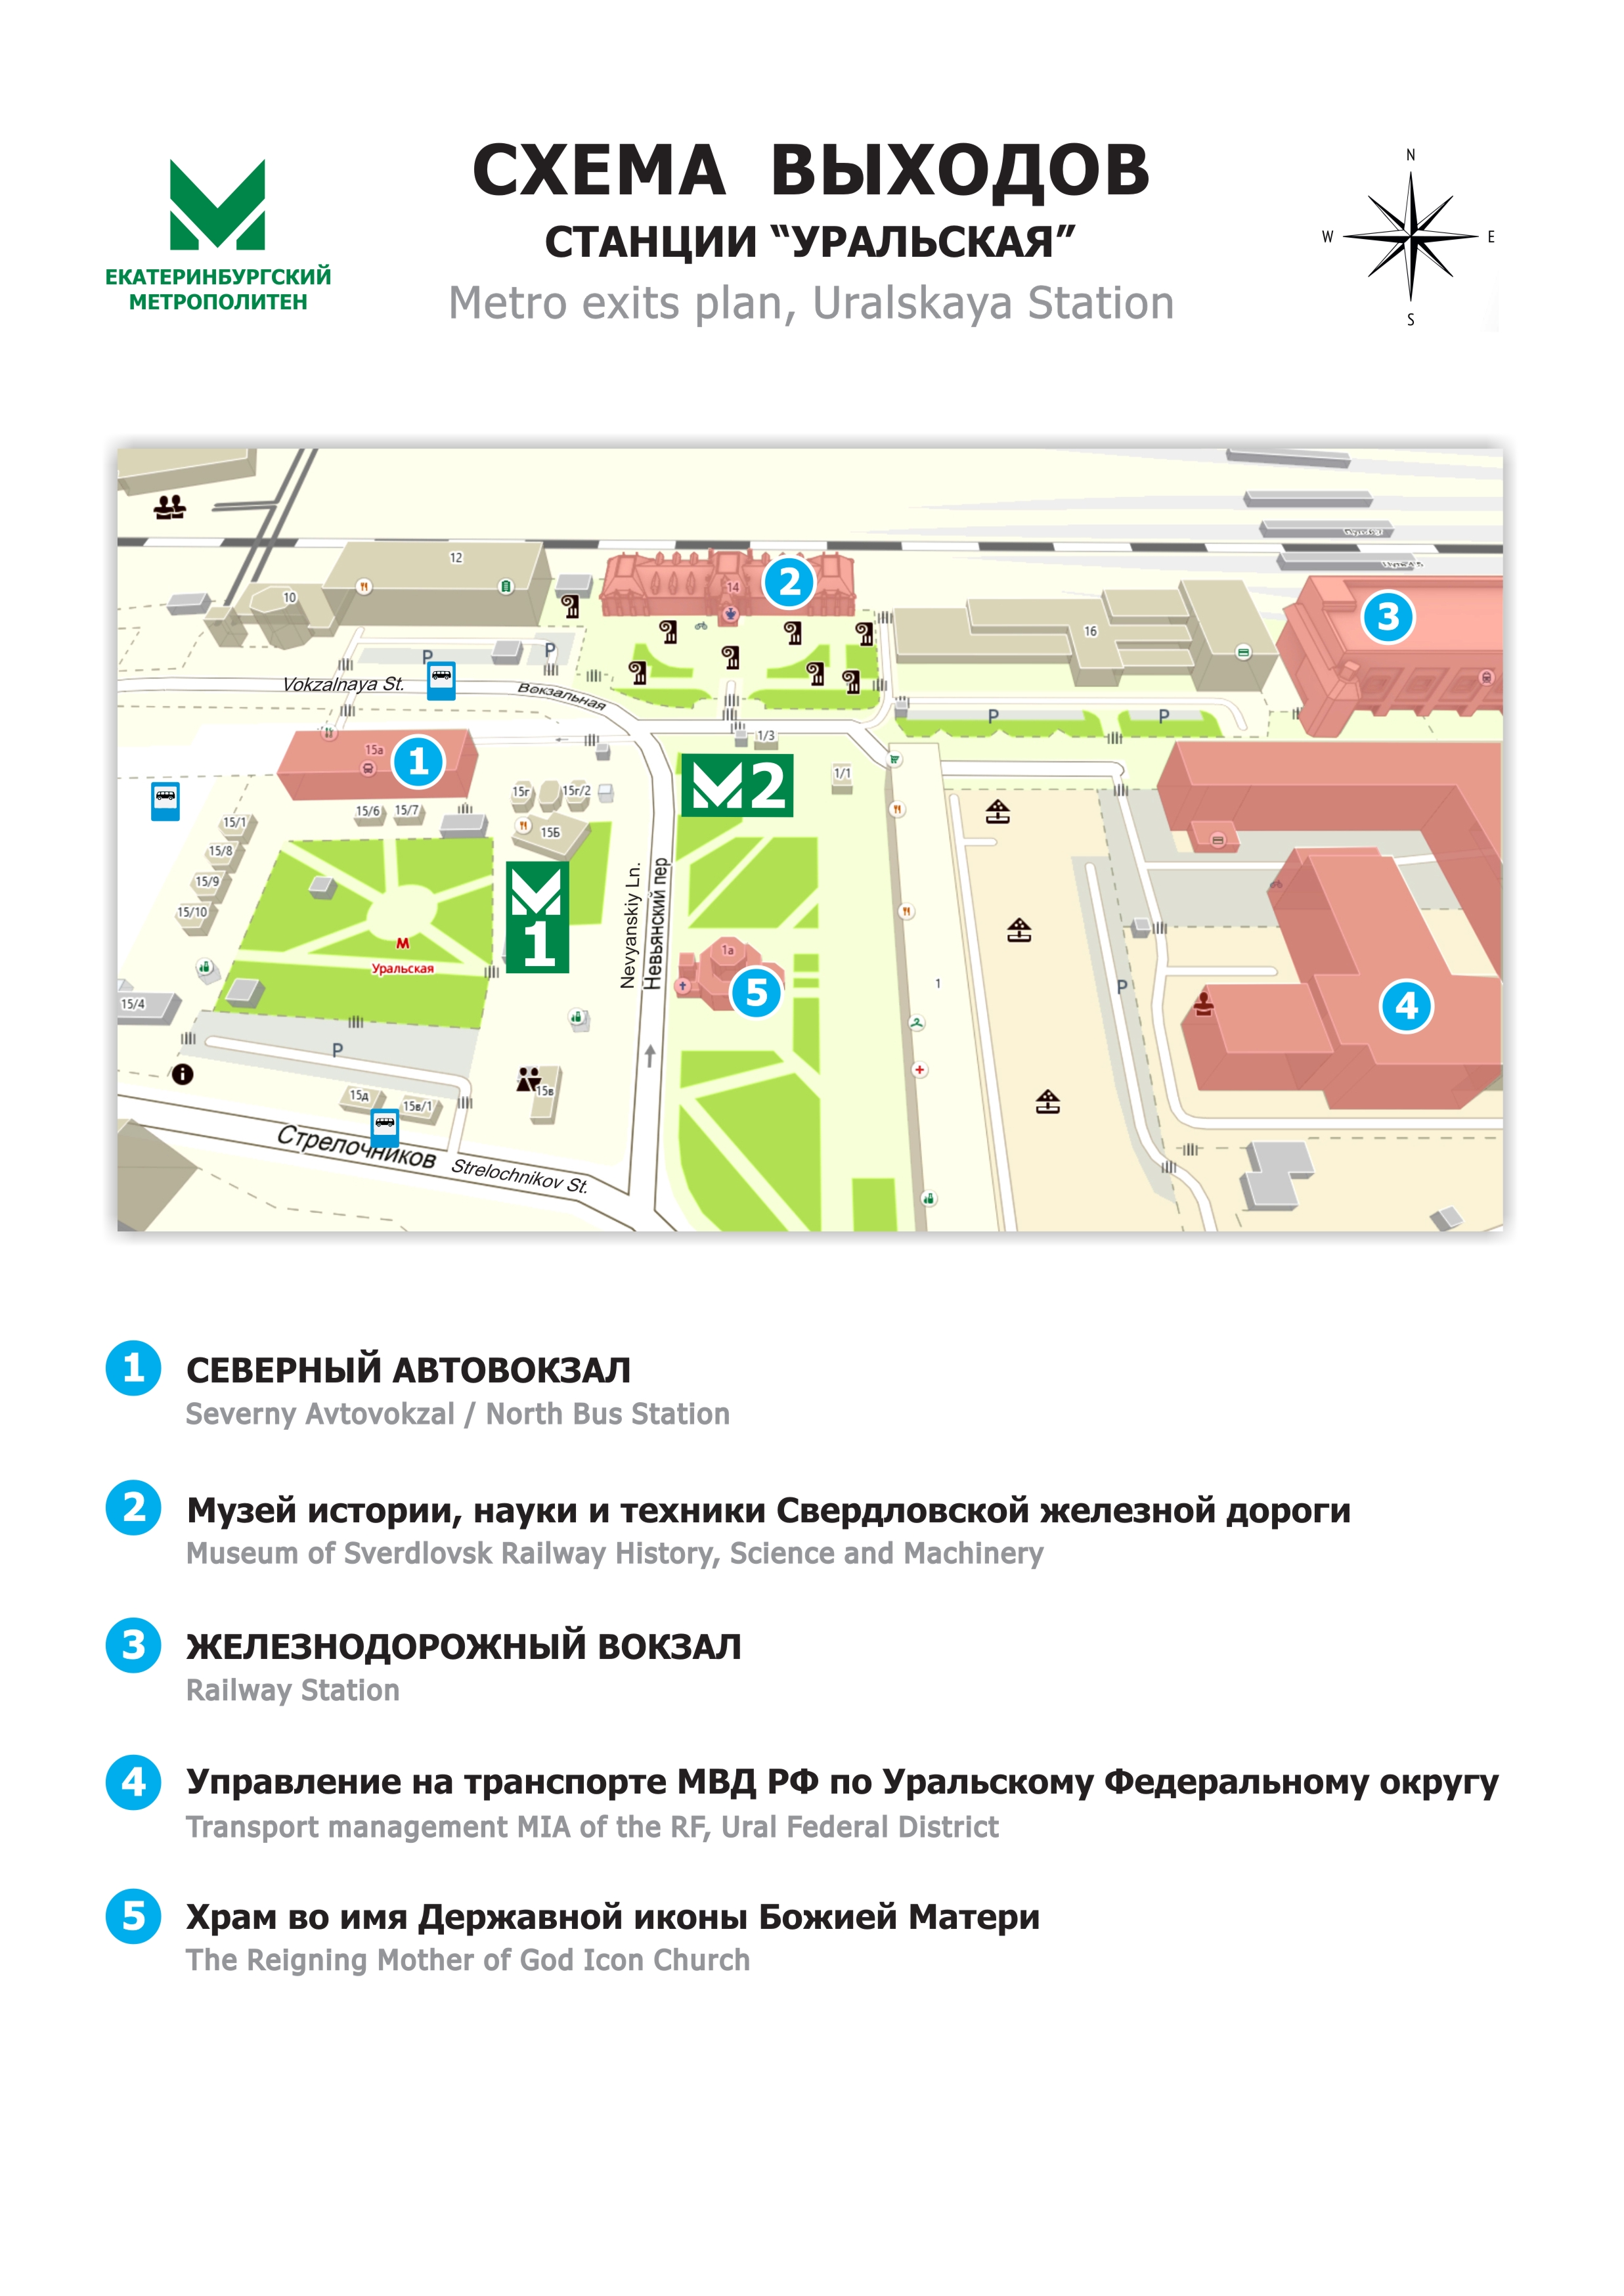 ЕКАТЕРИНБУРГСКИЙ
МЕТРОПОЛИТЕН
СХЕМА ВЫХОДОВ
СТАНЦИИ “УРАЛЬСКАЯ”
Metro exits plan, Uralskaya Station
N
W
E
S
12
10
14
2
16
3
P
P
Vokzalnaya St.
Вокзальная
P
P
1/3
15а
1
М2
1/1
15/6
15/7
15г
15г/2
15Б
15/1
15/8
15/9
15/10
М
1
М
Уральская
Nevyanskiy Ln.
Невьянский пер
1а
5
1
P
4
15/4
P
15д
15в/1
15в
Стрелочников
Strelochnikov St.
1
СЕВЕРНЫЙ АВТОВОКЗАЛ
Severny Avtovokzal / North Bus Station
2
Музей истории, науки и техники Свердловской железной дороги
Museum of Sverdlovsk Railway History, Science and Machinery
3
ЖЕЛЕЗНОДОРОЖНЫЙ ВОКЗАЛ
Railway Station
4
Управление на транспорте МВД РФ по Уральскому Федеральному округу
Transport management MIA of the RF, Ural Federal District
5
Храм во имя Державной иконы Божией Матери
The Reigning Mother of God Icon Church